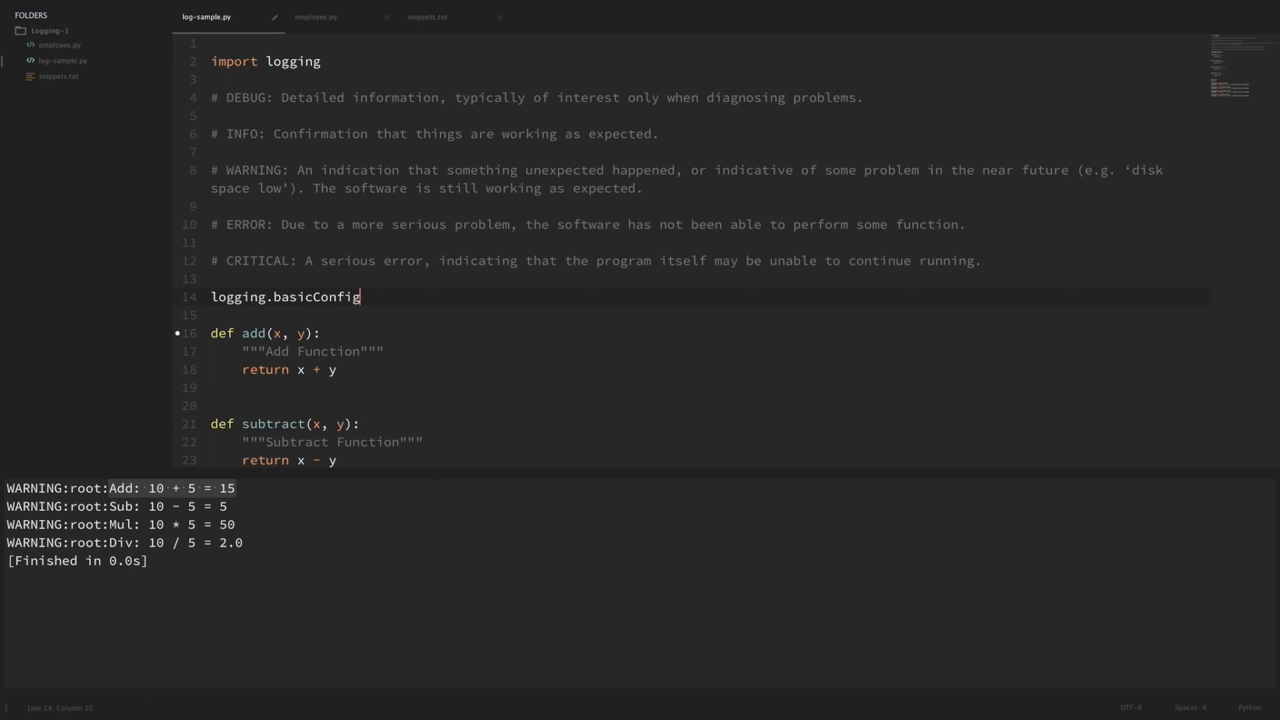 FOLDERS
Logging-1
employee.py
log-sample.py
snippets.txt
log-sample.py employee.py snippets.txt
1
2 import logging
3
4 # DEBUG: Detailed information, typically of interest only when diagnosing problems.
5
6 # INFO: Confirmation that things are working as expected.
7
8 # WARNING: An indication that something unexpected happened, or indicative of some problem in the near future (e.g. ‘disk
space low’). The software is still working as expected.
9
10 # ERROR: Due to a more serious problem, the software has not been able to perform some function.
11
12 # CRITICAL: A serious error, indicating that the program itself may be unable to continue running.
13
14 logging.basicConfig
15
16 def add(x, y):
17 """Add Function"""
18 return x + y
19
20
21 def subtract(x, y):
22 """Subtract Function"""
23 return x - y
WARNING:root:Add: 10 + 5 = 15
WARNING:root:Sub: 10 - 5 = 5
WARNING:root:Mul: 10 * 5 = 50
WARNING:root:Div: 10 / 5 = 2.0
[Finished in 0.0s]
Line 14, Column 20 UTF-8 Spaces: 4 Python